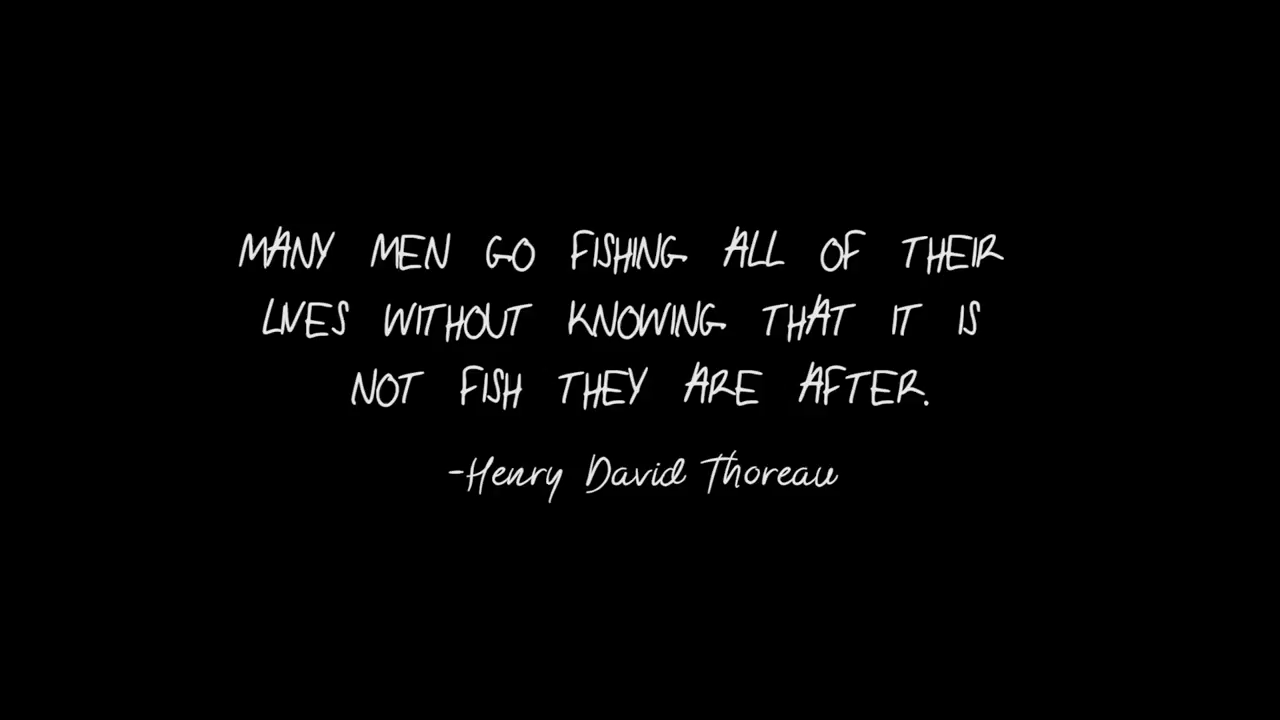 MANY MEN GO FISHING ALL OF THEIR
LIVES WITHOUT KNOWING THAT IT IS
NOT FISH THEY ARE AFTER.
-Henry David Thoreau